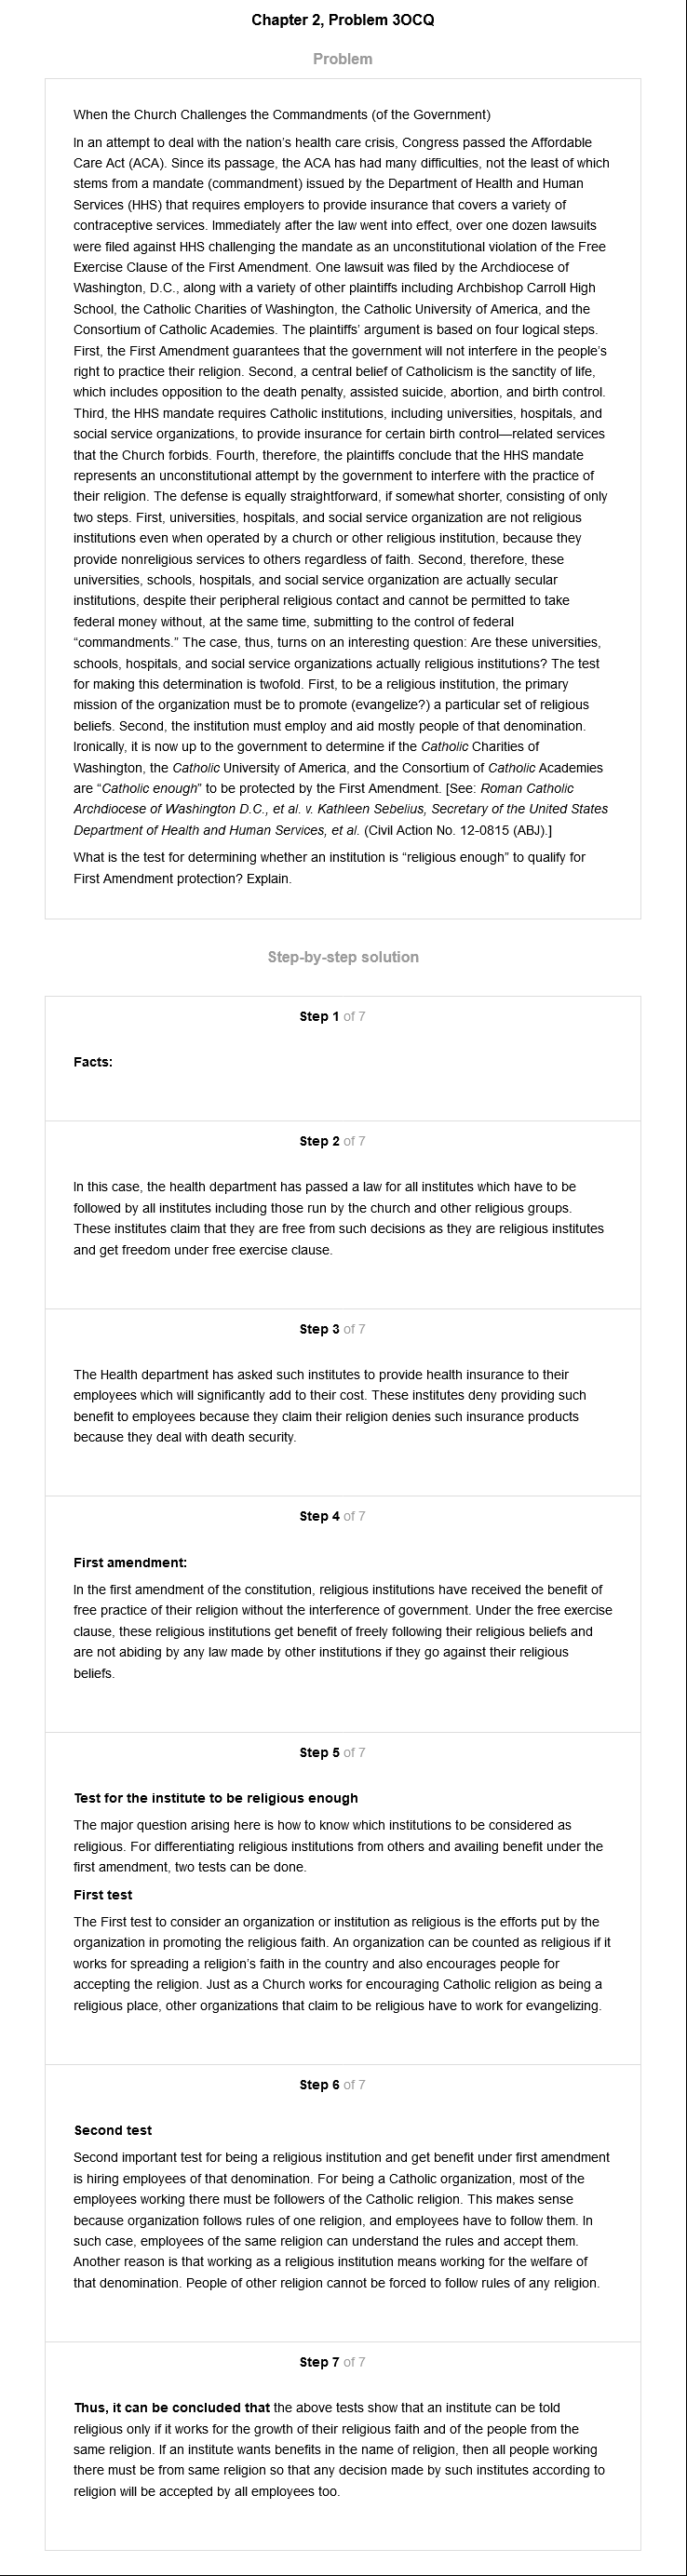 Chapter 2, Problem 3OCQ
Problem
When the Church Challenges the Commandments (of the Government)
In an attempt to deal with the nation's health care crisis, Congress passed the Affordable
Care Act (ACA). Since its passage, the ACA has had many difficulties, not the least of which
stems from a mandate (commandment) issued by the Department of Health and Human
Services (HHS) that requires employers to provide insurance that covers a variety of
contraceptive services. Immediately after the law went into effect, over one dozen lawsuits
were filed against HHS challenging the mandate as an unconstitutional violation of the Free
Exercise Clause of the First Amendment. One lawsuit was filed by the Archdiocese of
Washington, D.C., along with a variety of other plaintiffs including Archbishop Carroll High
School, the Catholic Charities of Washington, the Catholic University of America, and the
Consortium of Catholic Academies. The plaintiffs' argument is based on four logical steps.
First, the First Amendment guarantees that the government will not interfere in the people's
right to practice their religion. Second, a central belief of Catholicism is the sanctity of life,
which includes opposition to the death penalty, assisted suicide, abortion, and birth control.
Third, the HHS mandate requires Catholic institutions, including universities, hospitals, and
social service organizations, to provide insurance for certain birth control—related services
that the Church forbids. Fourth, therefore, the plaintiffs conclude that the HHS mandate
represents an unconstitutional attempt by the government to interfere with the practice of
their religion. The defense is equally straightforward, if somewhat shorter, consisting of only
two steps. First, universities, hospitals, and social service organization are not religious
institutions even when operated by a church or other religious institution, because they
provide nonreligious services to others regardless of faith. Second, therefore, these
universities, schools, hospitals, and social service organization are actually secular
institutions, despite their peripheral religious contact and cannot be permitted to take
federal money without, at the same time, submitting to the control of federal
“commandments.” The case, thus, turns on an interesting question: Are these universities,
schools, hospitals, and social service organizations actually religious institutions? The test
for making this determination is twofold. First, to be a religious institution, the primary
mission of the organization must be to promote (evangelize?) a particular set of religious
beliefs. Second, the institution must employ and aid mostly people of that denomination.
Ironically, it is now up to the government to determine if the Catholic Charities of
Washington, the Catholic University of America, and the Consortium of Catholic Academies
are “Catholic enough” to be protected by the First Amendment. [See: Roman Catholic
Archdiocese of Washington D.C., et al. v. Kathleen Sebelius, Secretary of the United States
Department of Health and Human Services, et al. (Civil Action No. 12-0815 (ABJ).]
What is the test for determining whether an institution is “religious enough” to qualify for
First Amendment protection? Explain.
Step-by-step solution
Step 1 of 7
Facts:
Step 2 of 7
In this case, the health department has passed a law for all institutes which have to be
followed by all institutes including those run by the church and other religious groups.
These institutes claim that they are free from such decisions as they are religious institutes
and get freedom under free exercise clause.
Step 3 of 7
The Health department has asked such institutes to provide health insurance to their
employees which will significantly add to their cost. These institutes deny providing such
benefit to employees because they claim their religion denies such insurance products
because they deal with death security.
Step 4 of 7
First amendment:
In the first amendment of the constitution, religious institutions have received the benefit of
free practice of their religion without the interference of government. Under the free exercise
clause, these religious institutions get benefit of freely following their religious beliefs and
are not abiding by any law made by other institutions if they go against their religious
beliefs.
Step 5 of 7
Test for the institute to be religious enough
The major question arising here is how to know which institutions to be considered as
religious. For differentiating religious institutions from others and availing benefit under the
first amendment, two tests can be done.
First test
The First test to consider an organization or institution as religious is the efforts put by the
organization in promoting the religious faith. An organization can be counted as religious if it
works for spreading a religion's faith in the country and also encourages people for
accepting the religion. Just as a Church works for encouraging Catholic religion as being a
religious place, other organizations that claim to be religious have to work for evangelizing.
Step 6 of 7
Second test
Second important test for being a religious institution and get benefit under first amendment
is hiring employees of that denomination. For being a Catholic organization, most of the
employees working there must be followers of the Catholic religion. This makes sense
because organization follows rules of one religion, and employees have to follow them. In
such case, employees of the same religion can understand the rules and accept them.
Another reason is that working as a religious institution means working for the welfare of
that denomination. People of other religion cannot be forced to follow rules of any religion.
Step 7 of 7
Thus, it can be concluded that the above tests show that an institute can be told
religious only if it works for the growth of their religious faith and of the people from the
same religion. If an institute wants benefits in the name of religion, then all people working
there must be from same religion so that any decision made by such institutes according to
religion will be accepted by all employees too.